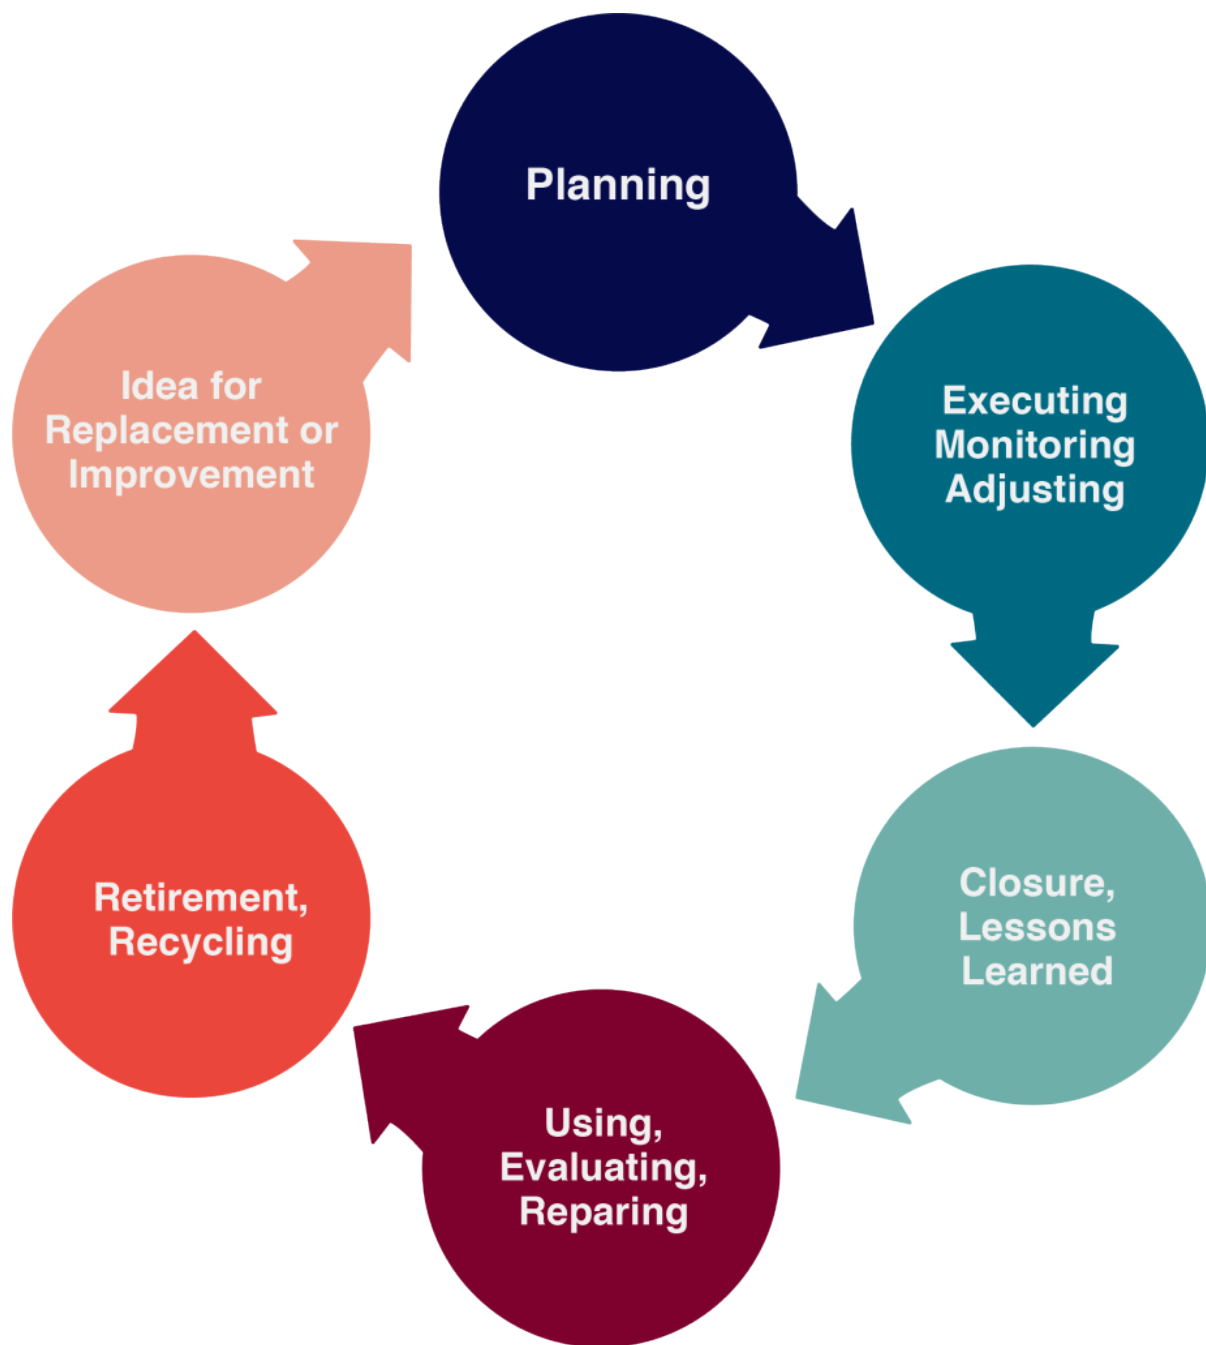 Planning
Executing
Monitoring
Adjusting
Closure,
Lessons
Learned
Using,
Evaluating,
Reparing
Retirement,
Recycling
Idea for
Replacement or
Improvement